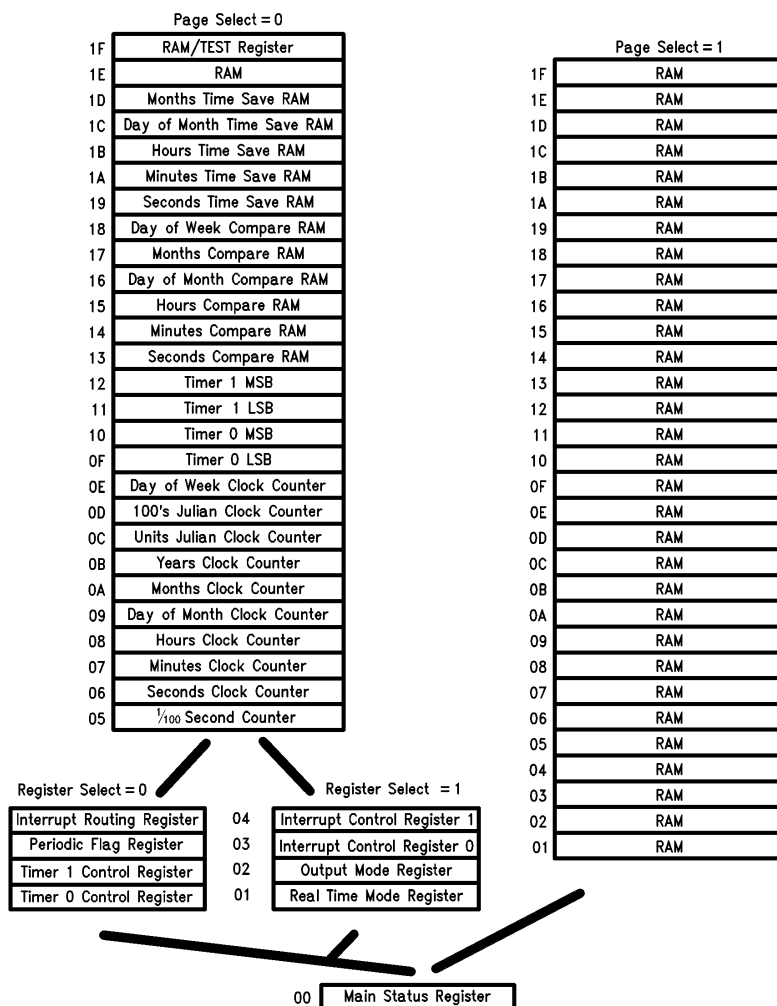 Page Select = 0
1F RAM/TEST Register
1E RAM
1D Months Time Save RAM
1C Day of Month Time Save RAM
1B Hours Time Save RAM
1A Minutes Time Save RAM
19 Seconds Time Save RAM
18 Day of Week Compare RAM
17 Months Compare RAM
16 Day of Month Compare RAM
15 Hours Compare RAM
14 Minutes Compare RAM
13 Seconds Compare RAM
12 Timer 1 MSB
11 Timer 1 LSB
10 Timer 0 MSB
0F Timer 0 LSB
0E Day of Week Clock Counter
0D 100's Julian Clock Counter
0C Units Julian Clock Counter
0B Years Clock Counter
0A Months Clock Counter
09 Day of Month Clock Counter
08 Hours Clock Counter
07 Minutes Clock Counter
06 Seconds Clock Counter
05 1/100 Second Counter
Page Select = 1
1F RAM
1E RAM
1D RAM
1C RAM
1B RAM
1A RAM
19 RAM
18 RAM
17 RAM
16 RAM
15 RAM
14 RAM
13 RAM
12 RAM
11 RAM
10 RAM
0F RAM
0E RAM
0D RAM
0C RAM
0B RAM
0A RAM
09 RAM
08 RAM
07 RAM
06 RAM
05 RAM
04 RAM
03 RAM
02 RAM
01 RAM
Register Select = 0
Register Select = 1
Interrupt Routing Register 04 Interrupt Control Register 1
Periodic Flag Register 03 Interrupt Control Register 0
Timer 1 Control Register 02 Output Mode Register
Timer 0 Control Register 01 Real Time Mode Register
00 Main Status Register